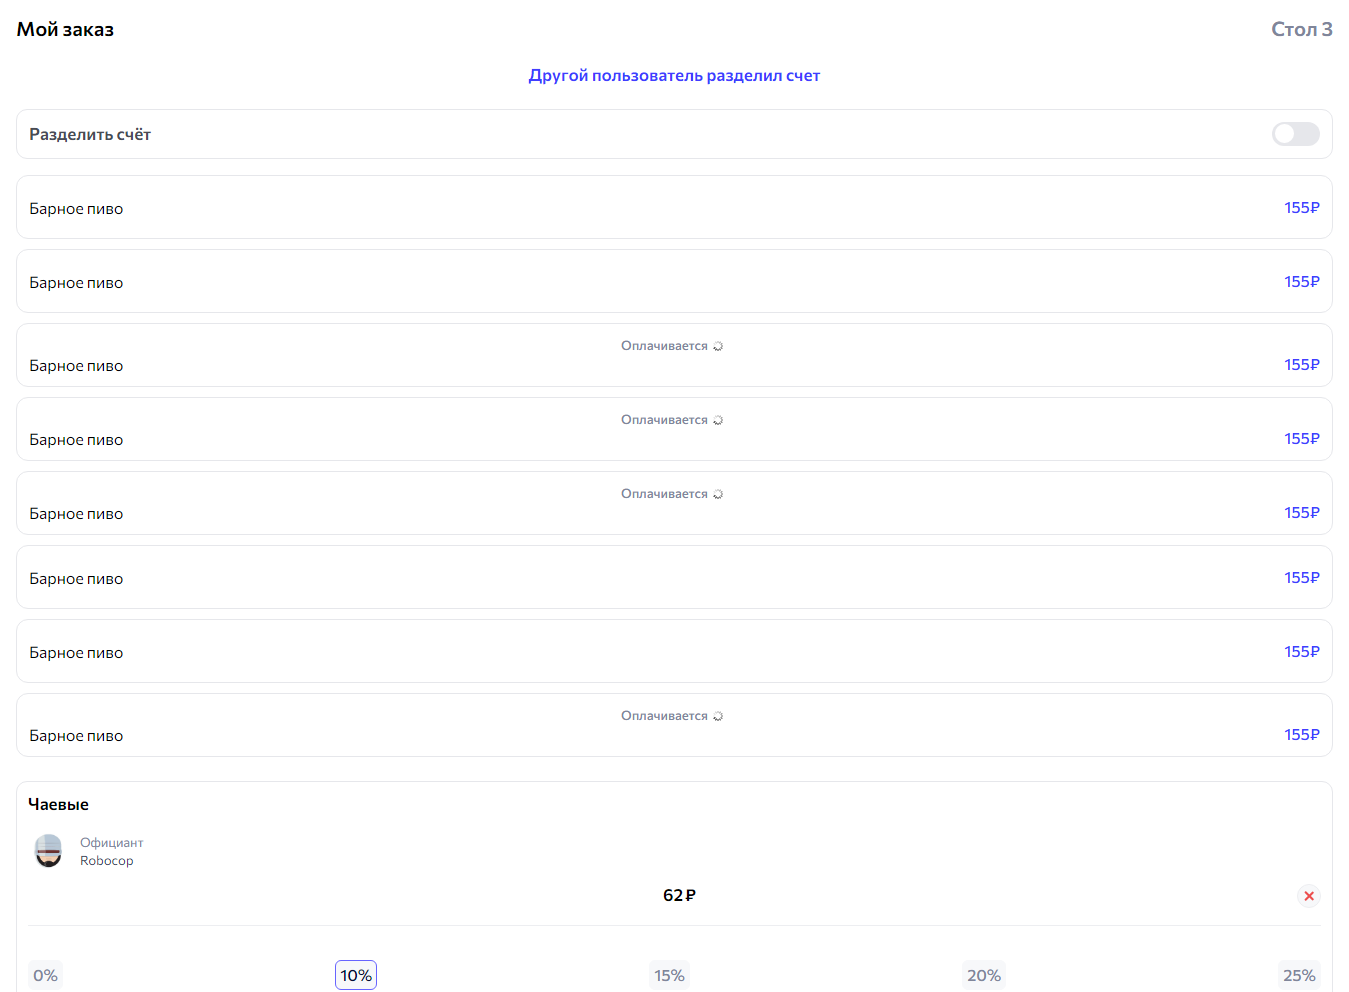 Мой заказ
Стол 3
Другой пользователь разделил счет
Разделить счёт
Барное пиво
155₽
Барное пиво
155₽
Оплачивается
Барное пиво
155₽
Оплачивается
Барное пиво
155₽
Оплачивается
Барное пиво
155₽
Барное пиво
155₽
Барное пиво
155₽
Оплачивается
Барное пиво
155₽
Чаевые
Официант
Robocop
62 ₽
0%
10%
15%
20%
25%